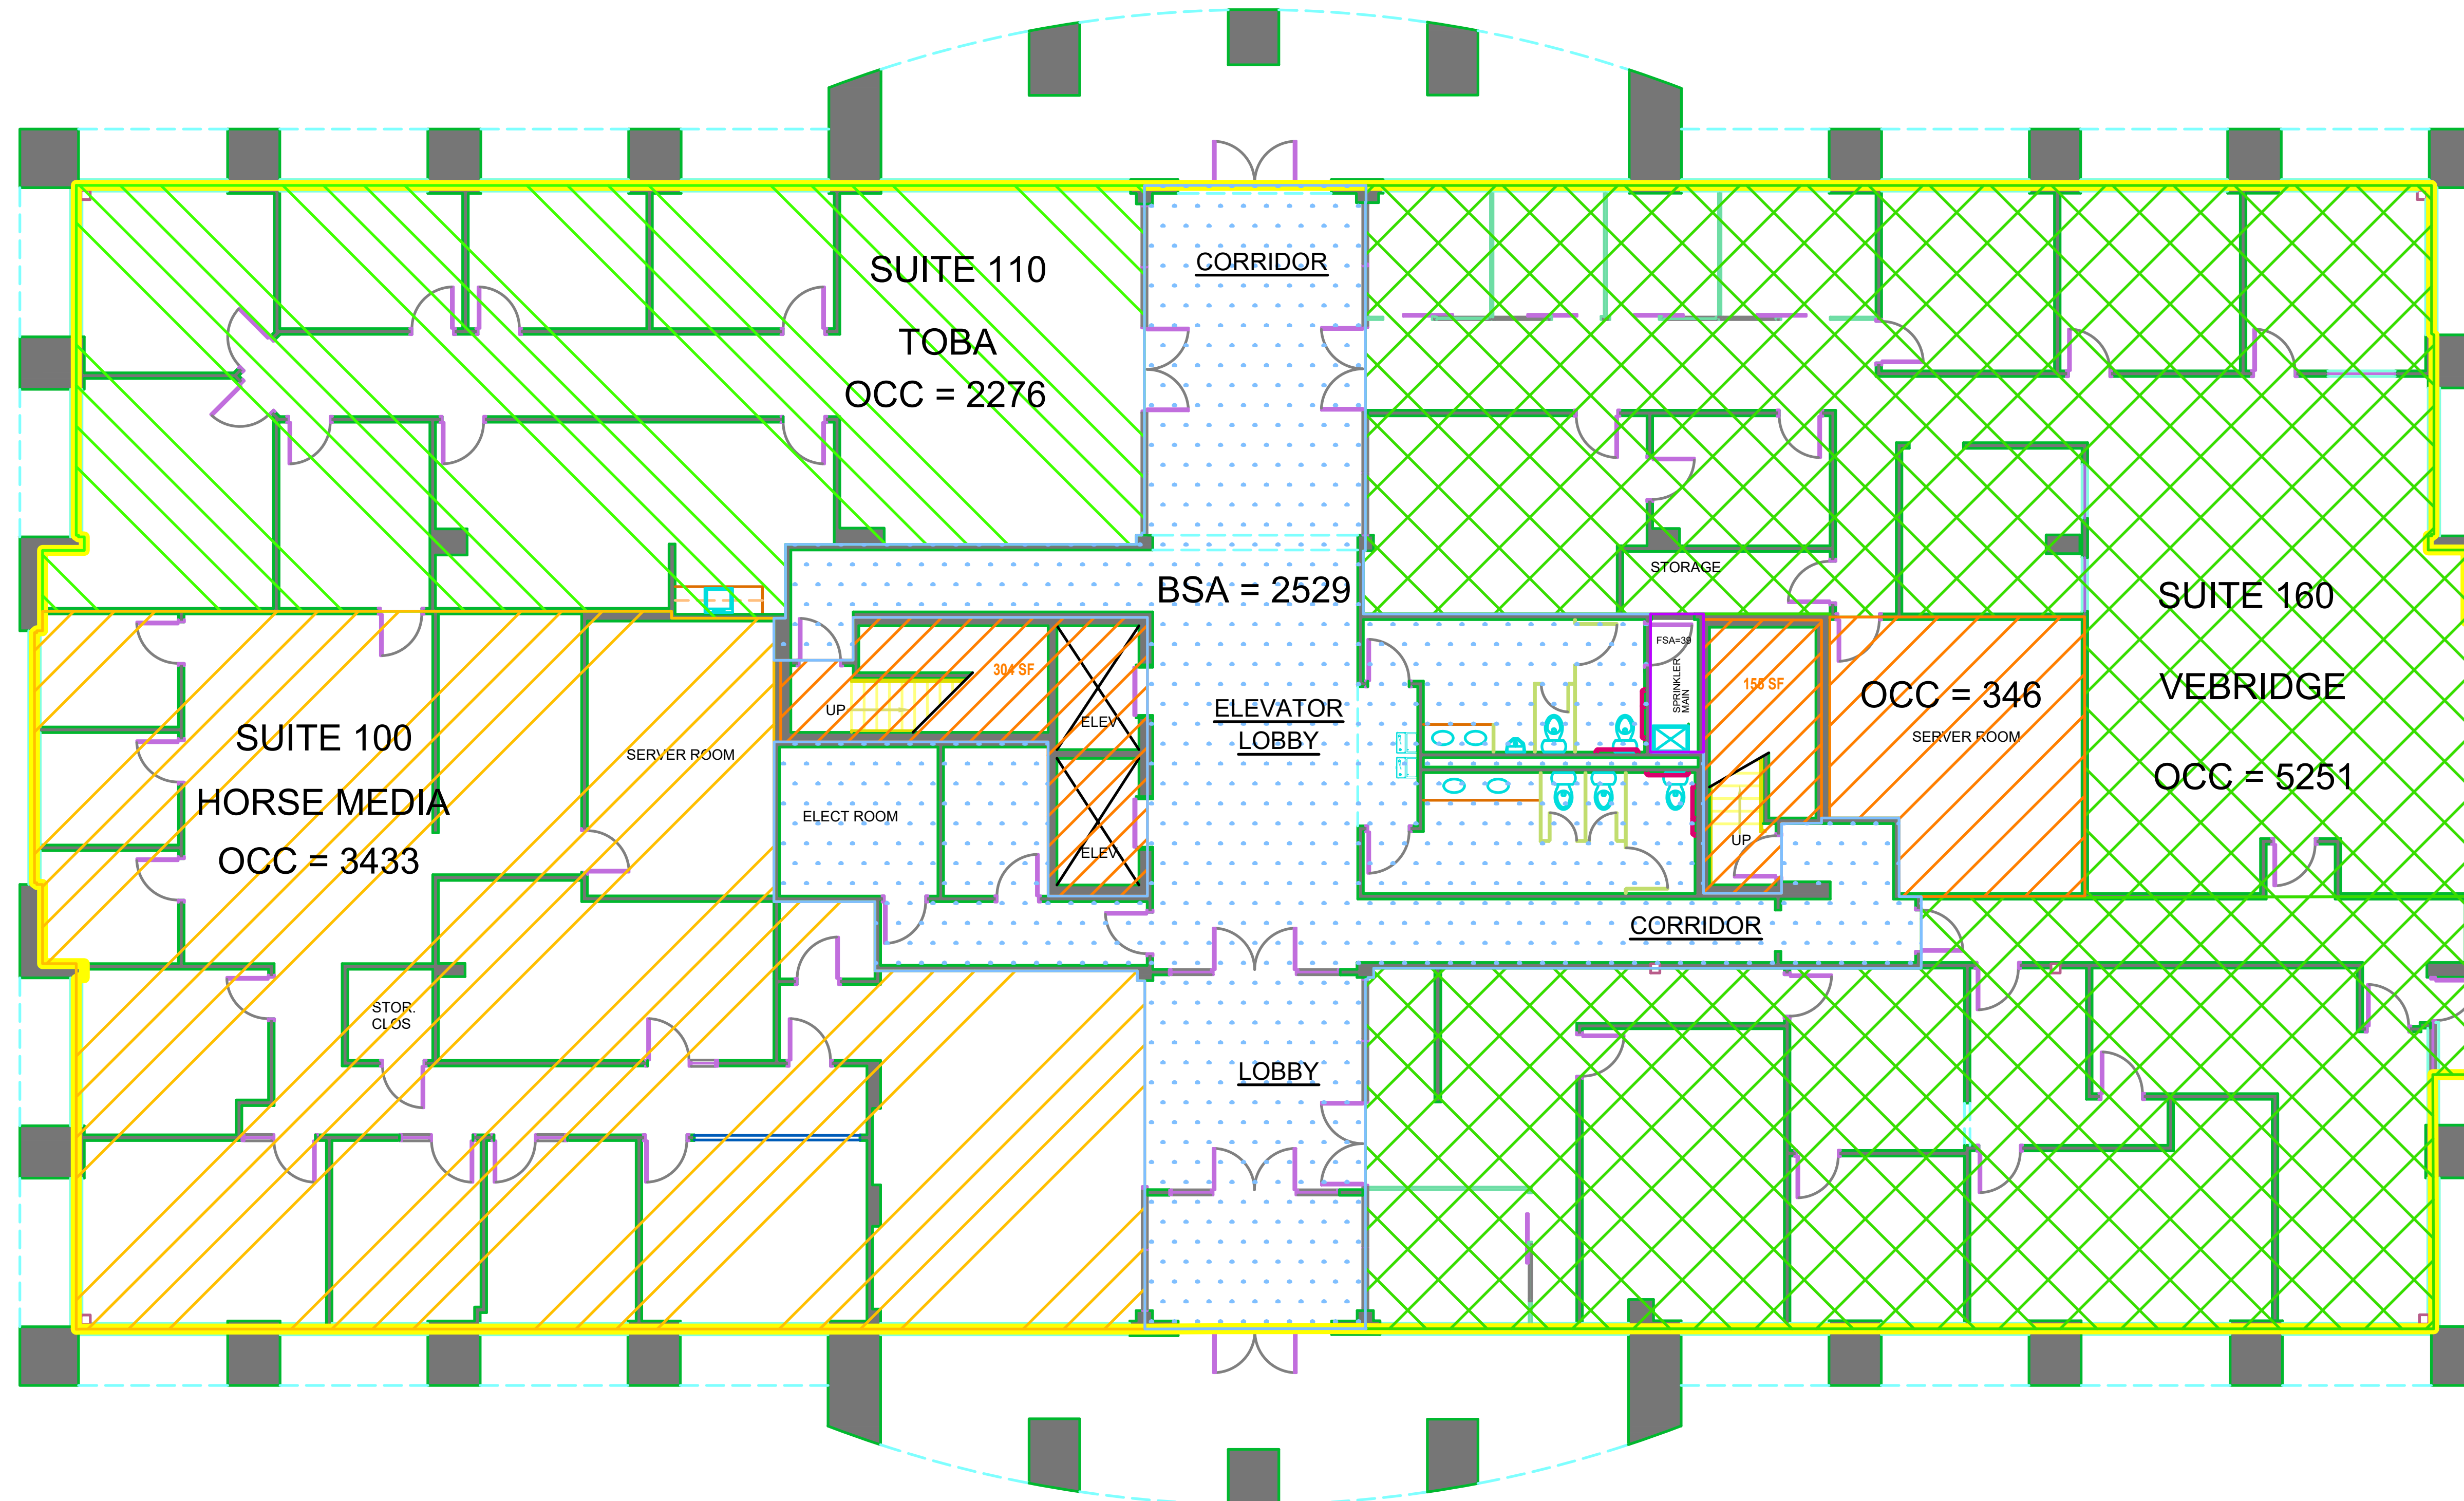 SUITE 110
TOBA
OCC = 2276
CORRIDOR
STORAGE
BSA = 2529
SUITE 160
VEBRIDGE
OCC = 5251
FSA=39
SPRINKLER
MAIN
304 SF
158 SF
OCC = 346
SERVER ROOM
UP
ELEV
ELEVATOR
LOBBY
SUITE 100
HORSE MEDIA
OCC = 3433
SERVER ROOM
ELECT ROOM
ELEV
UP
CORRIDOR
STOR.
CLOS
LOBBY